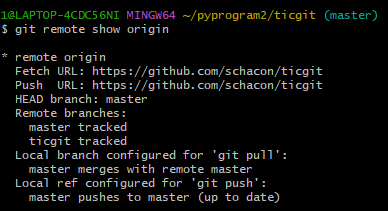 1@LAPTOP-4CDC56NI MINGW64 ~/pyprogram2/ticgit (master)
$ git remote show origin
* remote origin
Fetch URL: https://github.com/schacon/ticgit
Push URL: https://github.com/schacon/ticgit
HEAD branch: master
Remote branches:
master tracked
ticgit tracked
Local branch configured for 'git pull':
master merges with remote master
Local ref configured for 'git push':
master pushes to master (up to date)